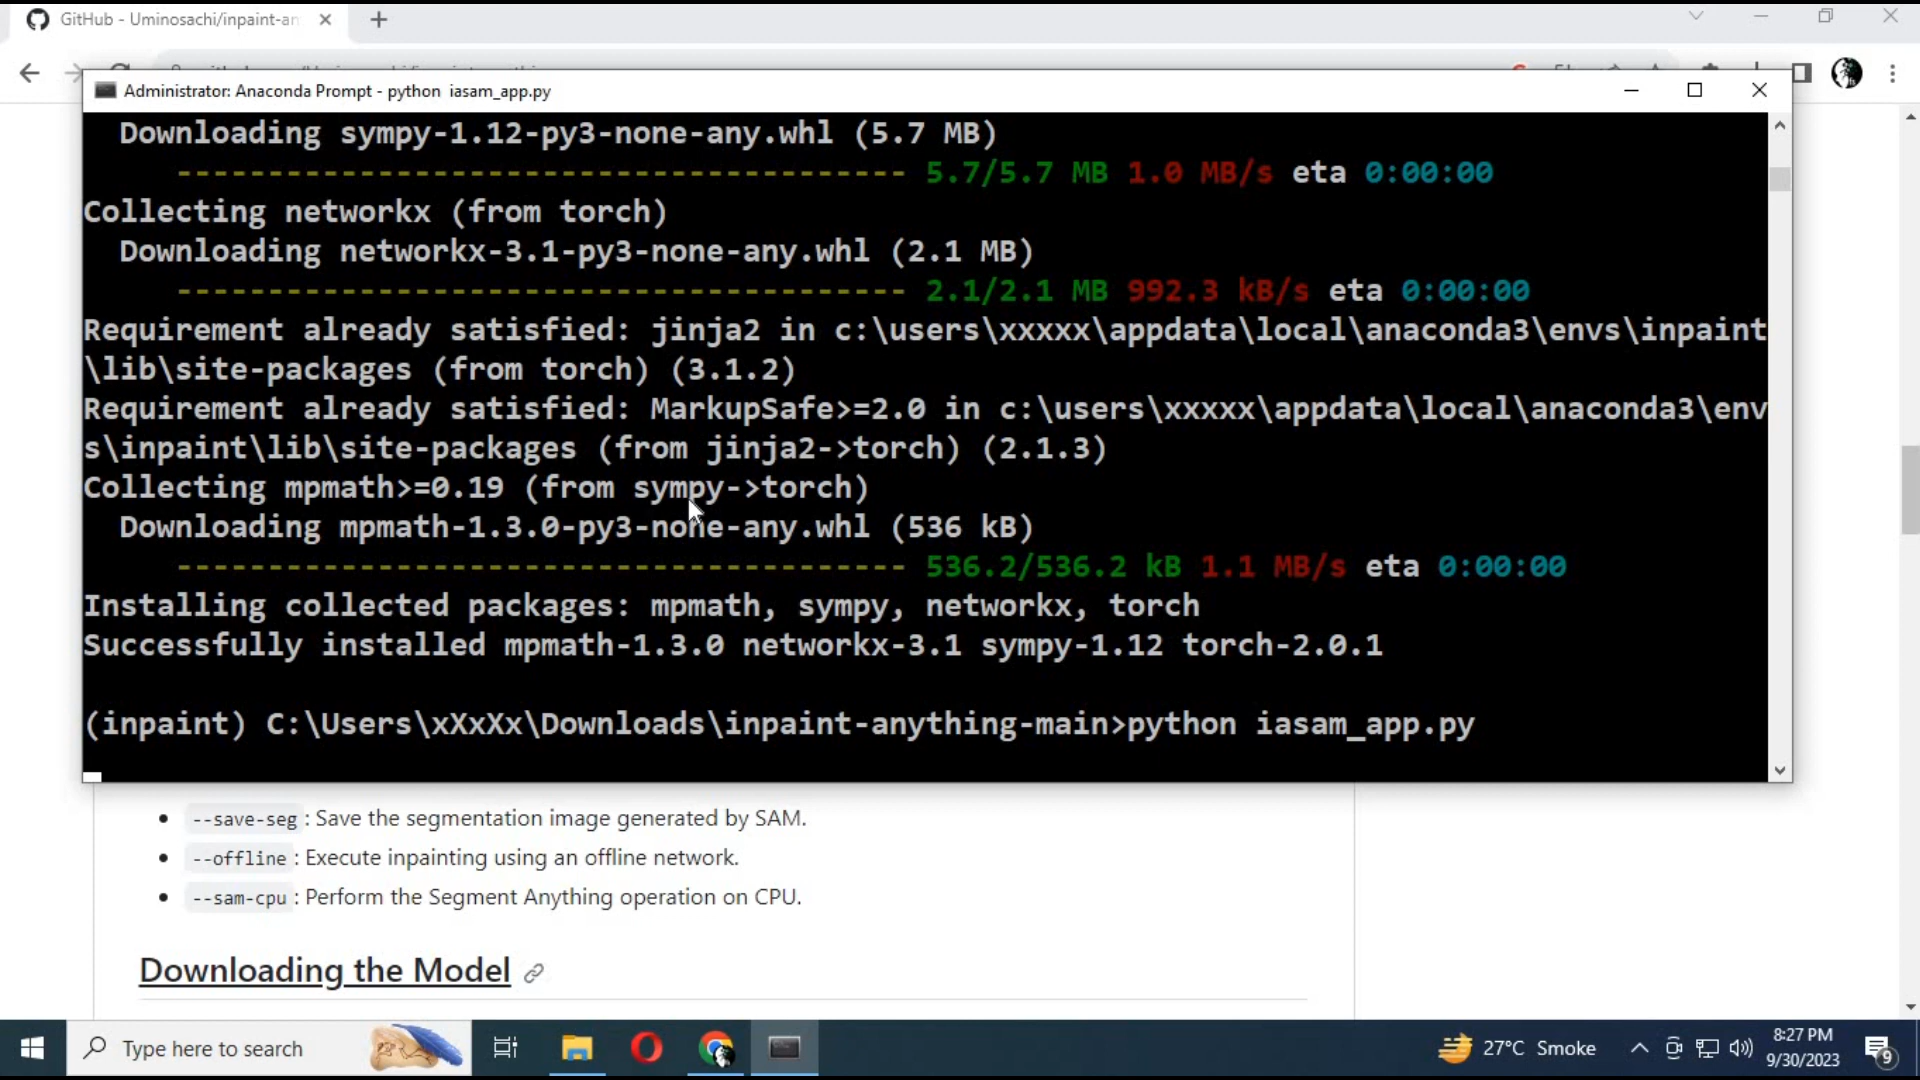 GitHub - Uminosachi/inpaint-an
Administrator: Anaconda Prompt - python iasam_app.py
Downloading sympy-1.12-py3-none-any.whl (5.7 MB)
---------------------------------------- 5.7/5.7 MB 1.0 MB/s eta 0:00:00
Collecting networkx (from torch)
Downloading networkx-3.1-py3-none-any.whl (2.1 MB)
---------------------------------------- 2.1/2.1 MB 992.3 kB/s eta 0:00:00
Requirement already satisfied: jinja2 in c:\users\xxxxx\appdata\local\anaconda3\envs\inpaint
\lib\site-packages (from torch) (3.1.2)
Requirement already satisfied: MarkupSafe>=2.0 in c:\users\xxxxx\appdata\local\anaconda3\env
s\inpaint\lib\site-packages (from jinja2->torch) (2.1.3)
Collecting mpmath>=0.19 (from sympy->torch)
Downloading mpmath-1.3.0-py3-none-any.whl (536 kB)
---------------------------------------- 536.2/536.2 kB 1.1 MB/s eta 0:00:00
Installing collected packages: mpmath, sympy, networkx, torch
Successfully installed mpmath-1.3.0 networkx-3.1 sympy-1.12 torch-2.0.1
(inpaint) C:\Users\xXxXx\Downloads\inpaint-anything-main>python iasam_app.py
--save-seg : Save the segmentation image generated by SAM.
--offline : Execute inpainting using an offline network.
--sam-cpu : Perform the Segment Anything operation on CPU.
Downloading the Model
Type here to search
27°C Smoke
8:27 PM
9/30/2023
9